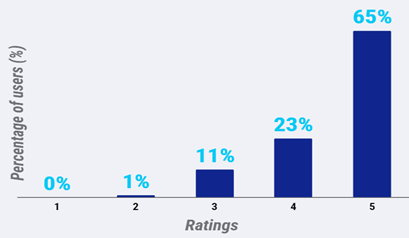 Percentage of users (%)
65%
23%
11%
1%
0%
1 2 3 4 5
Ratings